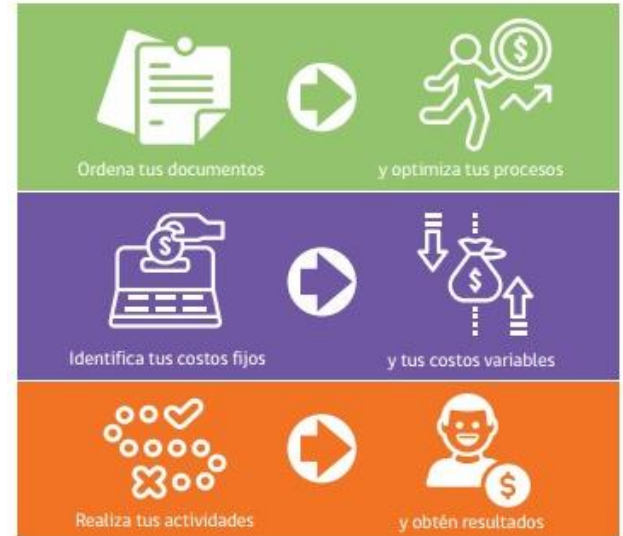 Ordena tus documentos
y optimiza tus procesos
Identifica tus costos fijos
y tus costos variables
Realiza tus actividades
y obtén resultados